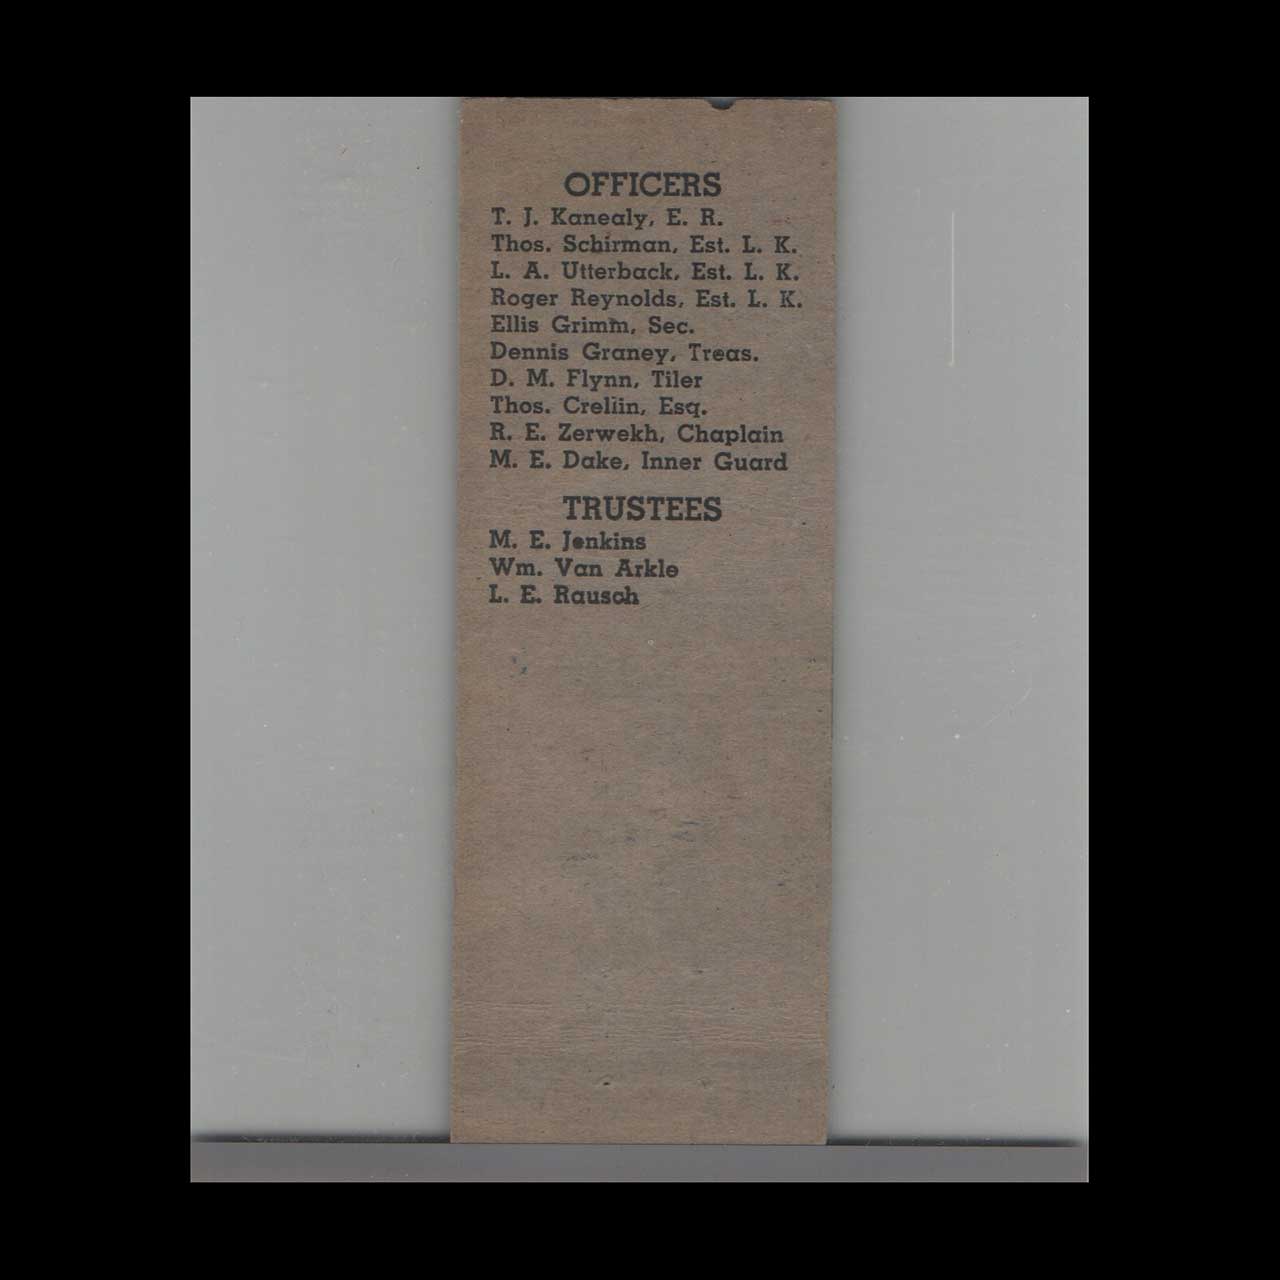 OFFICERS
T. J. Kanealy, E. R.
Thos. Schirman, Est. L. K.
L. A. Utterback, Est. L. K.
Roger Reynolds, Est. L. K.
Ellis Grimm, Sec.
Dennis Graney, Treas.
D. M. Flynn, Tiler
Thos. Crellin, Esq.
R. E. Zerwekh, Chaplain
M. E. Dake, Inner Guard
TRUSTEES
M. E. Jenkins
Wm. Van Arkle
L. E. Rausch